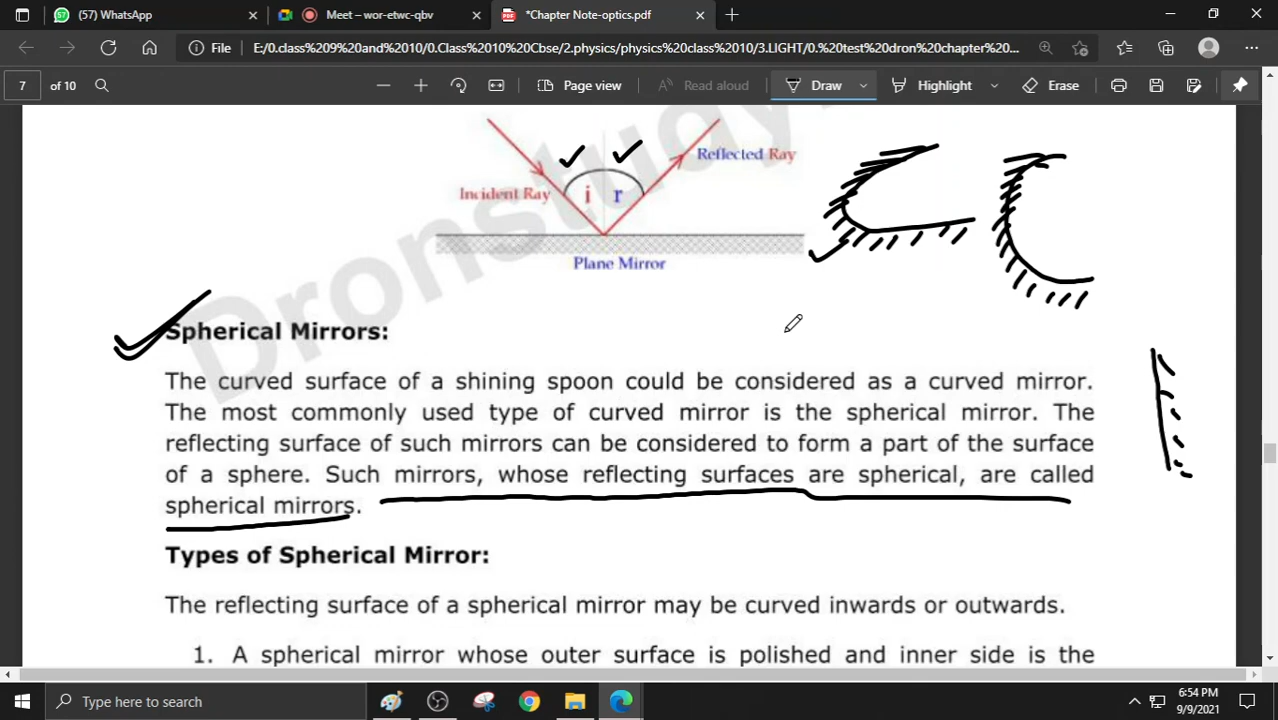 (57) WhatsApp
Meet – wor-etwc-qbv
*Chapter Note-optics.pdf
File
E:/0.class%209%20and%2010/0.Class%2010%20Cbse/2.physics/physics%20class%2010/3.LIGHT/0.%20test%20dron%20chapter%20...
7 of 10
Page view
Read aloud
Draw
Highlight
Erase
Dronstudy.
Incident Ray
i
r
Reflected Ray
Plane Mirror
Spherical Mirrors:
The curved surface of a shining spoon could be considered as a curved mirror.
The most commonly used type of curved mirror is the spherical mirror. The
reflecting surface of such mirrors can be considered to form a part of the surface
of a sphere. Such mirrors, whose reflecting surfaces are spherical, are called
spherical mirrors.
Types of Spherical Mirror:
The reflecting surface of a spherical mirror may be curved inwards or outwards.
1. A spherical mirror whose outer surface is polished and inner side is the
Type here to search
6:54 PM
9/9/2021